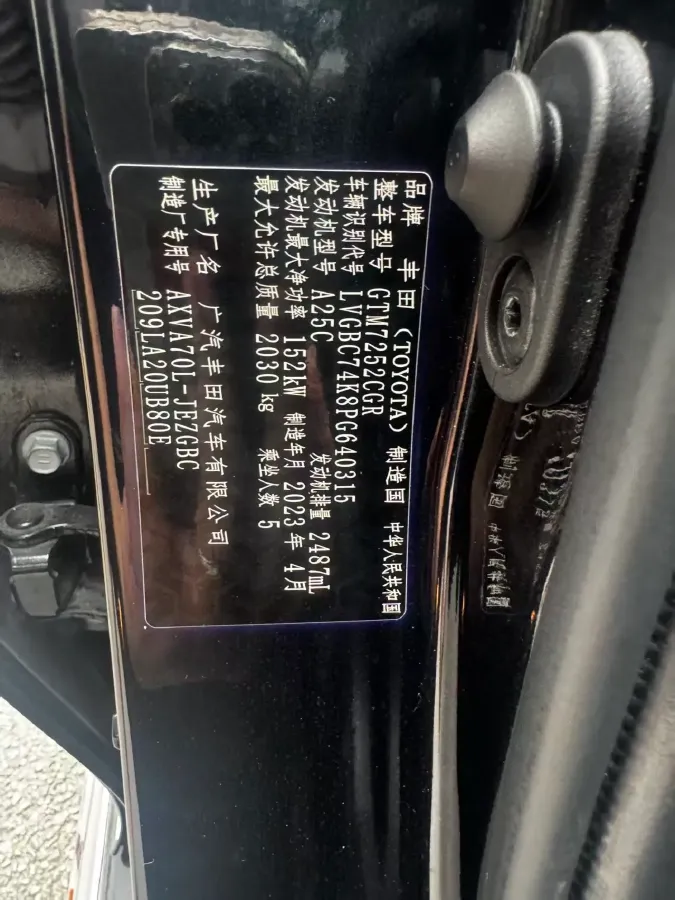 品牌 丰田（TOYOTA） 制造国 中华人民共和国
整车型号 GTM7252CGR
车辆识别代号 LVGBC74K8PG640315
发动机型号 A25C 发动机排量 2487mL
发动机最大净功率 152kW 制造年月 2023年 4月
最大允许总质量 2030 kg 乘坐人数 5
生产厂名 广汽丰田汽车有限公司
制造厂专用号 AXVA70L-JEZGBC
209LA20UB80E